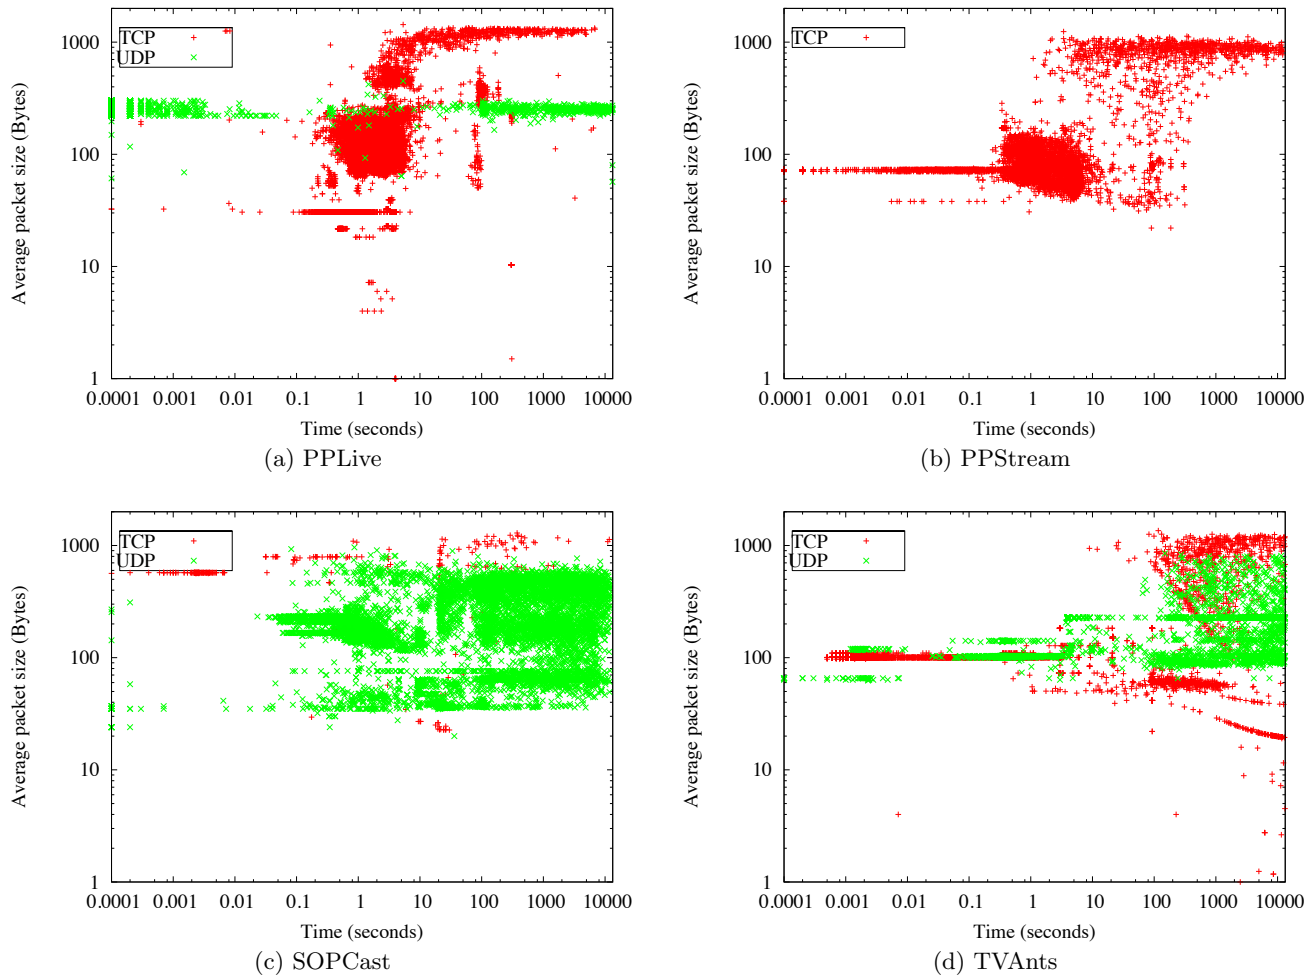 TCP
UDP
1000
100
10
1
Average packet size (Bytes)
0.0001 0.001 0.01 0.1 1 10 100 1000 10000
Time (seconds)
(a) PPLive
TCP
1000
100
10
1
Average packet size (Bytes)
0.0001 0.001 0.01 0.1 1 10 100 1000 10000
Time (seconds)
(b) PPStream
TCP
UDP
1000
100
10
1
Average packet size (Bytes)
0.0001 0.001 0.01 0.1 1 10 100 1000 10000
Time (seconds)
(c) SOPCast
TCP
UDP
1000
100
10
1
Average packet size (Bytes)
0.0001 0.001 0.01 0.1 1 10 100 1000 10000
Time (seconds)
(d) TVAnts